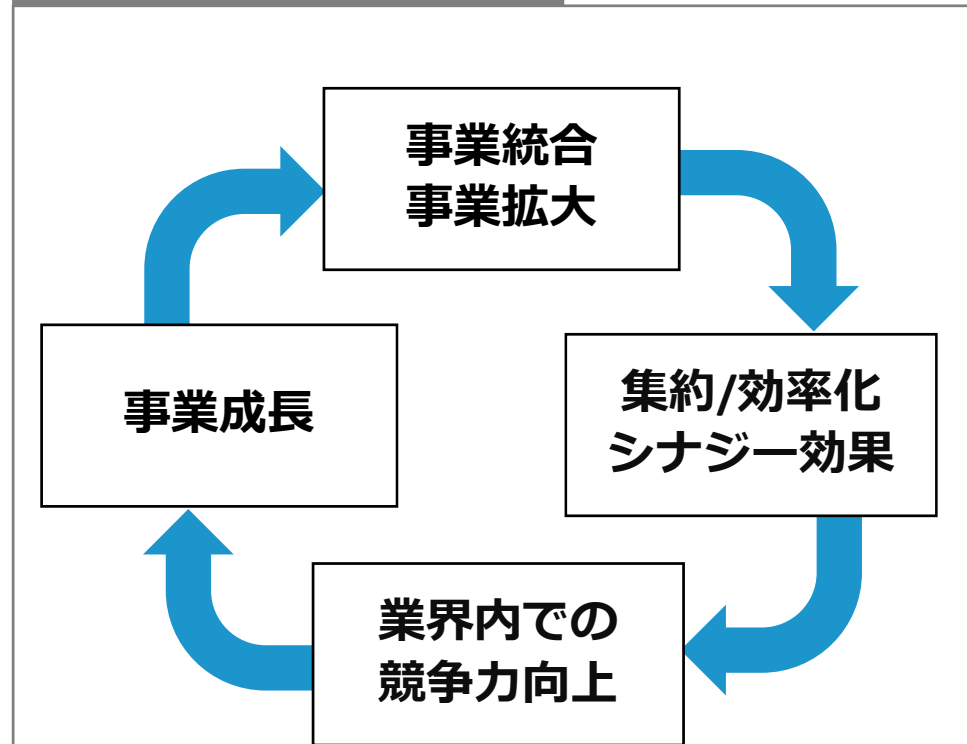 事業統合
事業拡大
集約/効率化
シナジー効果
業界内での
競争力向上
事業成長